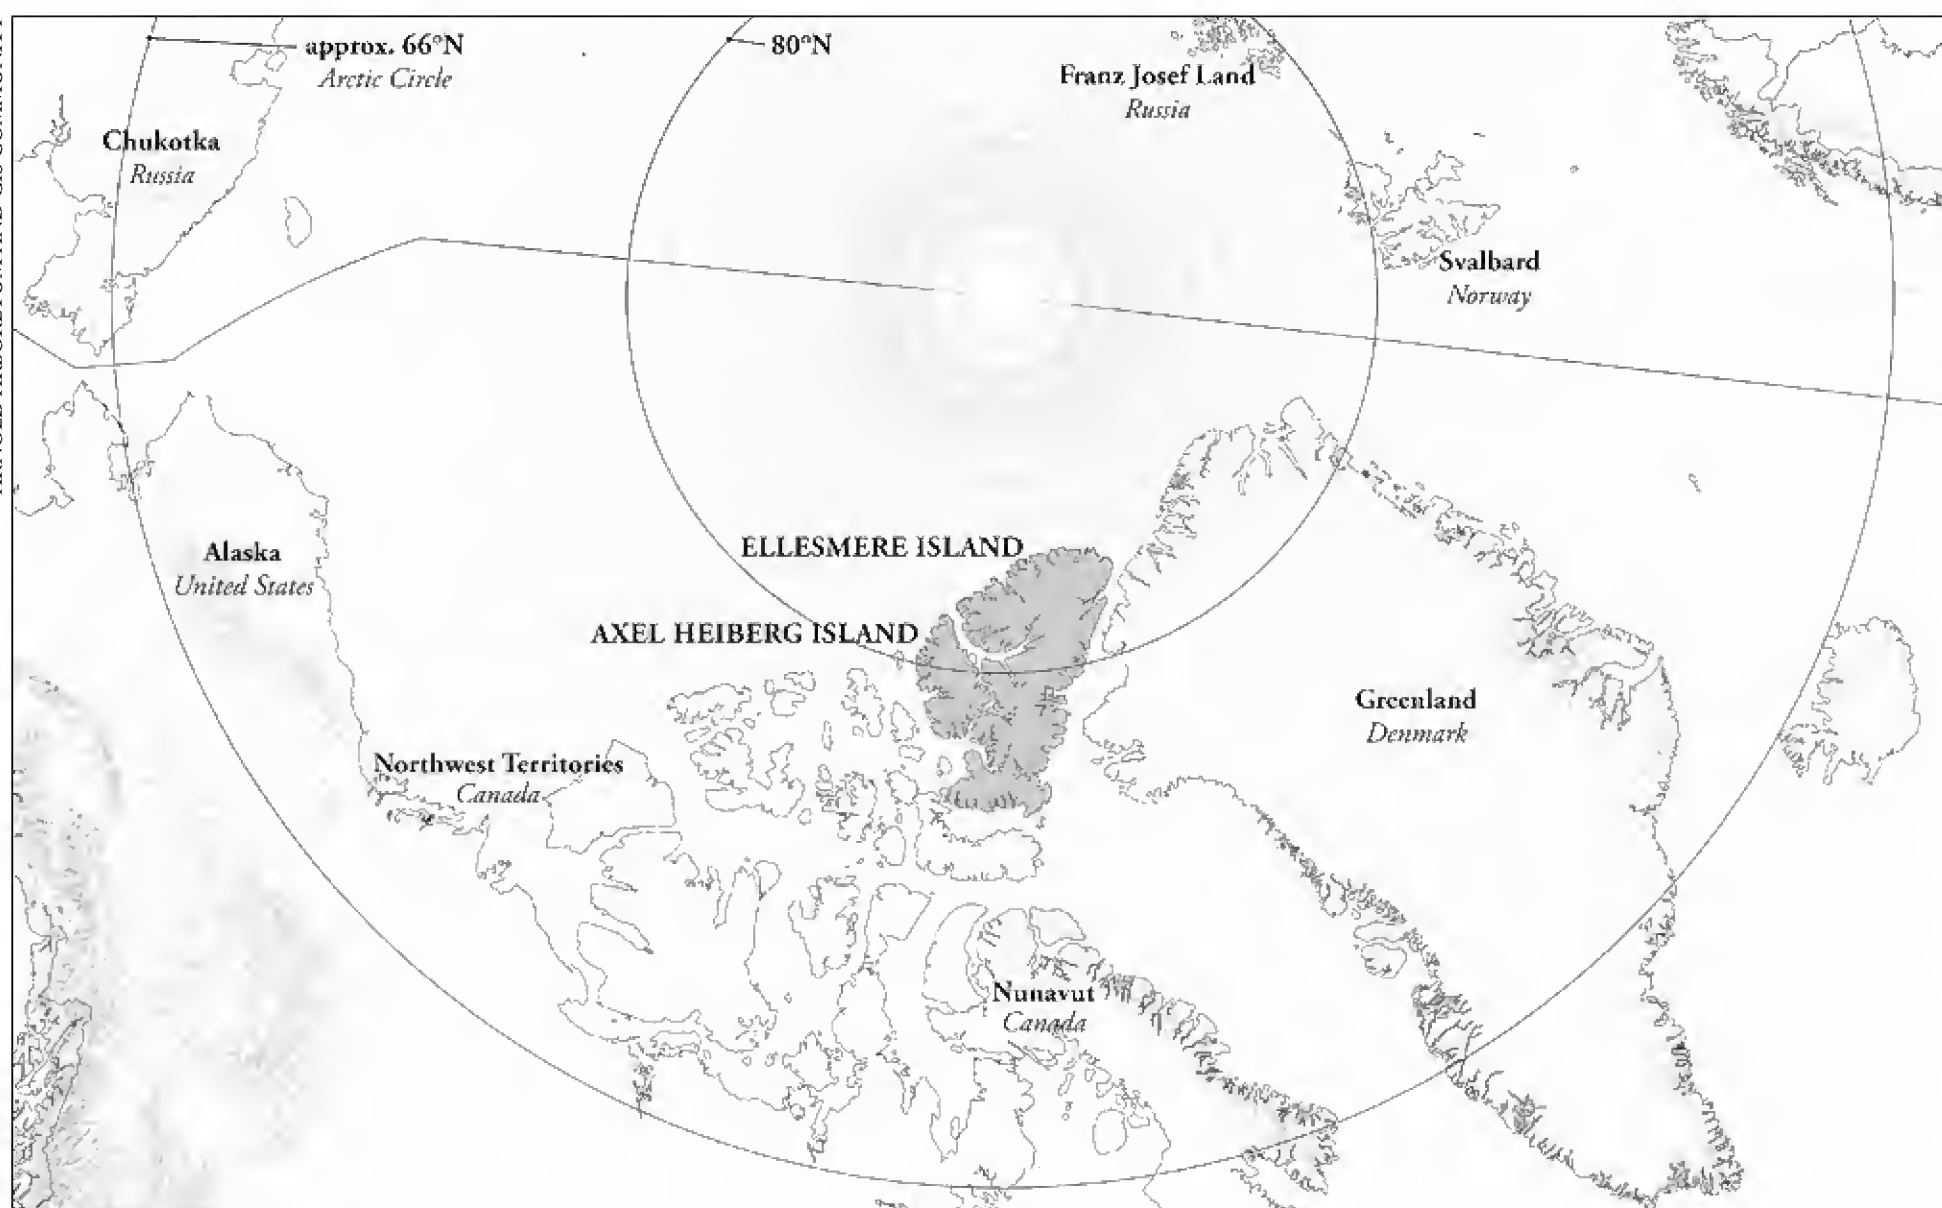 approx. 66°N
Arctic Circle
80°N
Franz Josef Land
Russia
Chukotka
Russia
Svalbard
Norway
ELLESMERE ISLAND
Alaska
United States
AXEL HEIBERG ISLAND
Greenland
Denmark
Northwest Territories
Canada
Nunavut
Canada